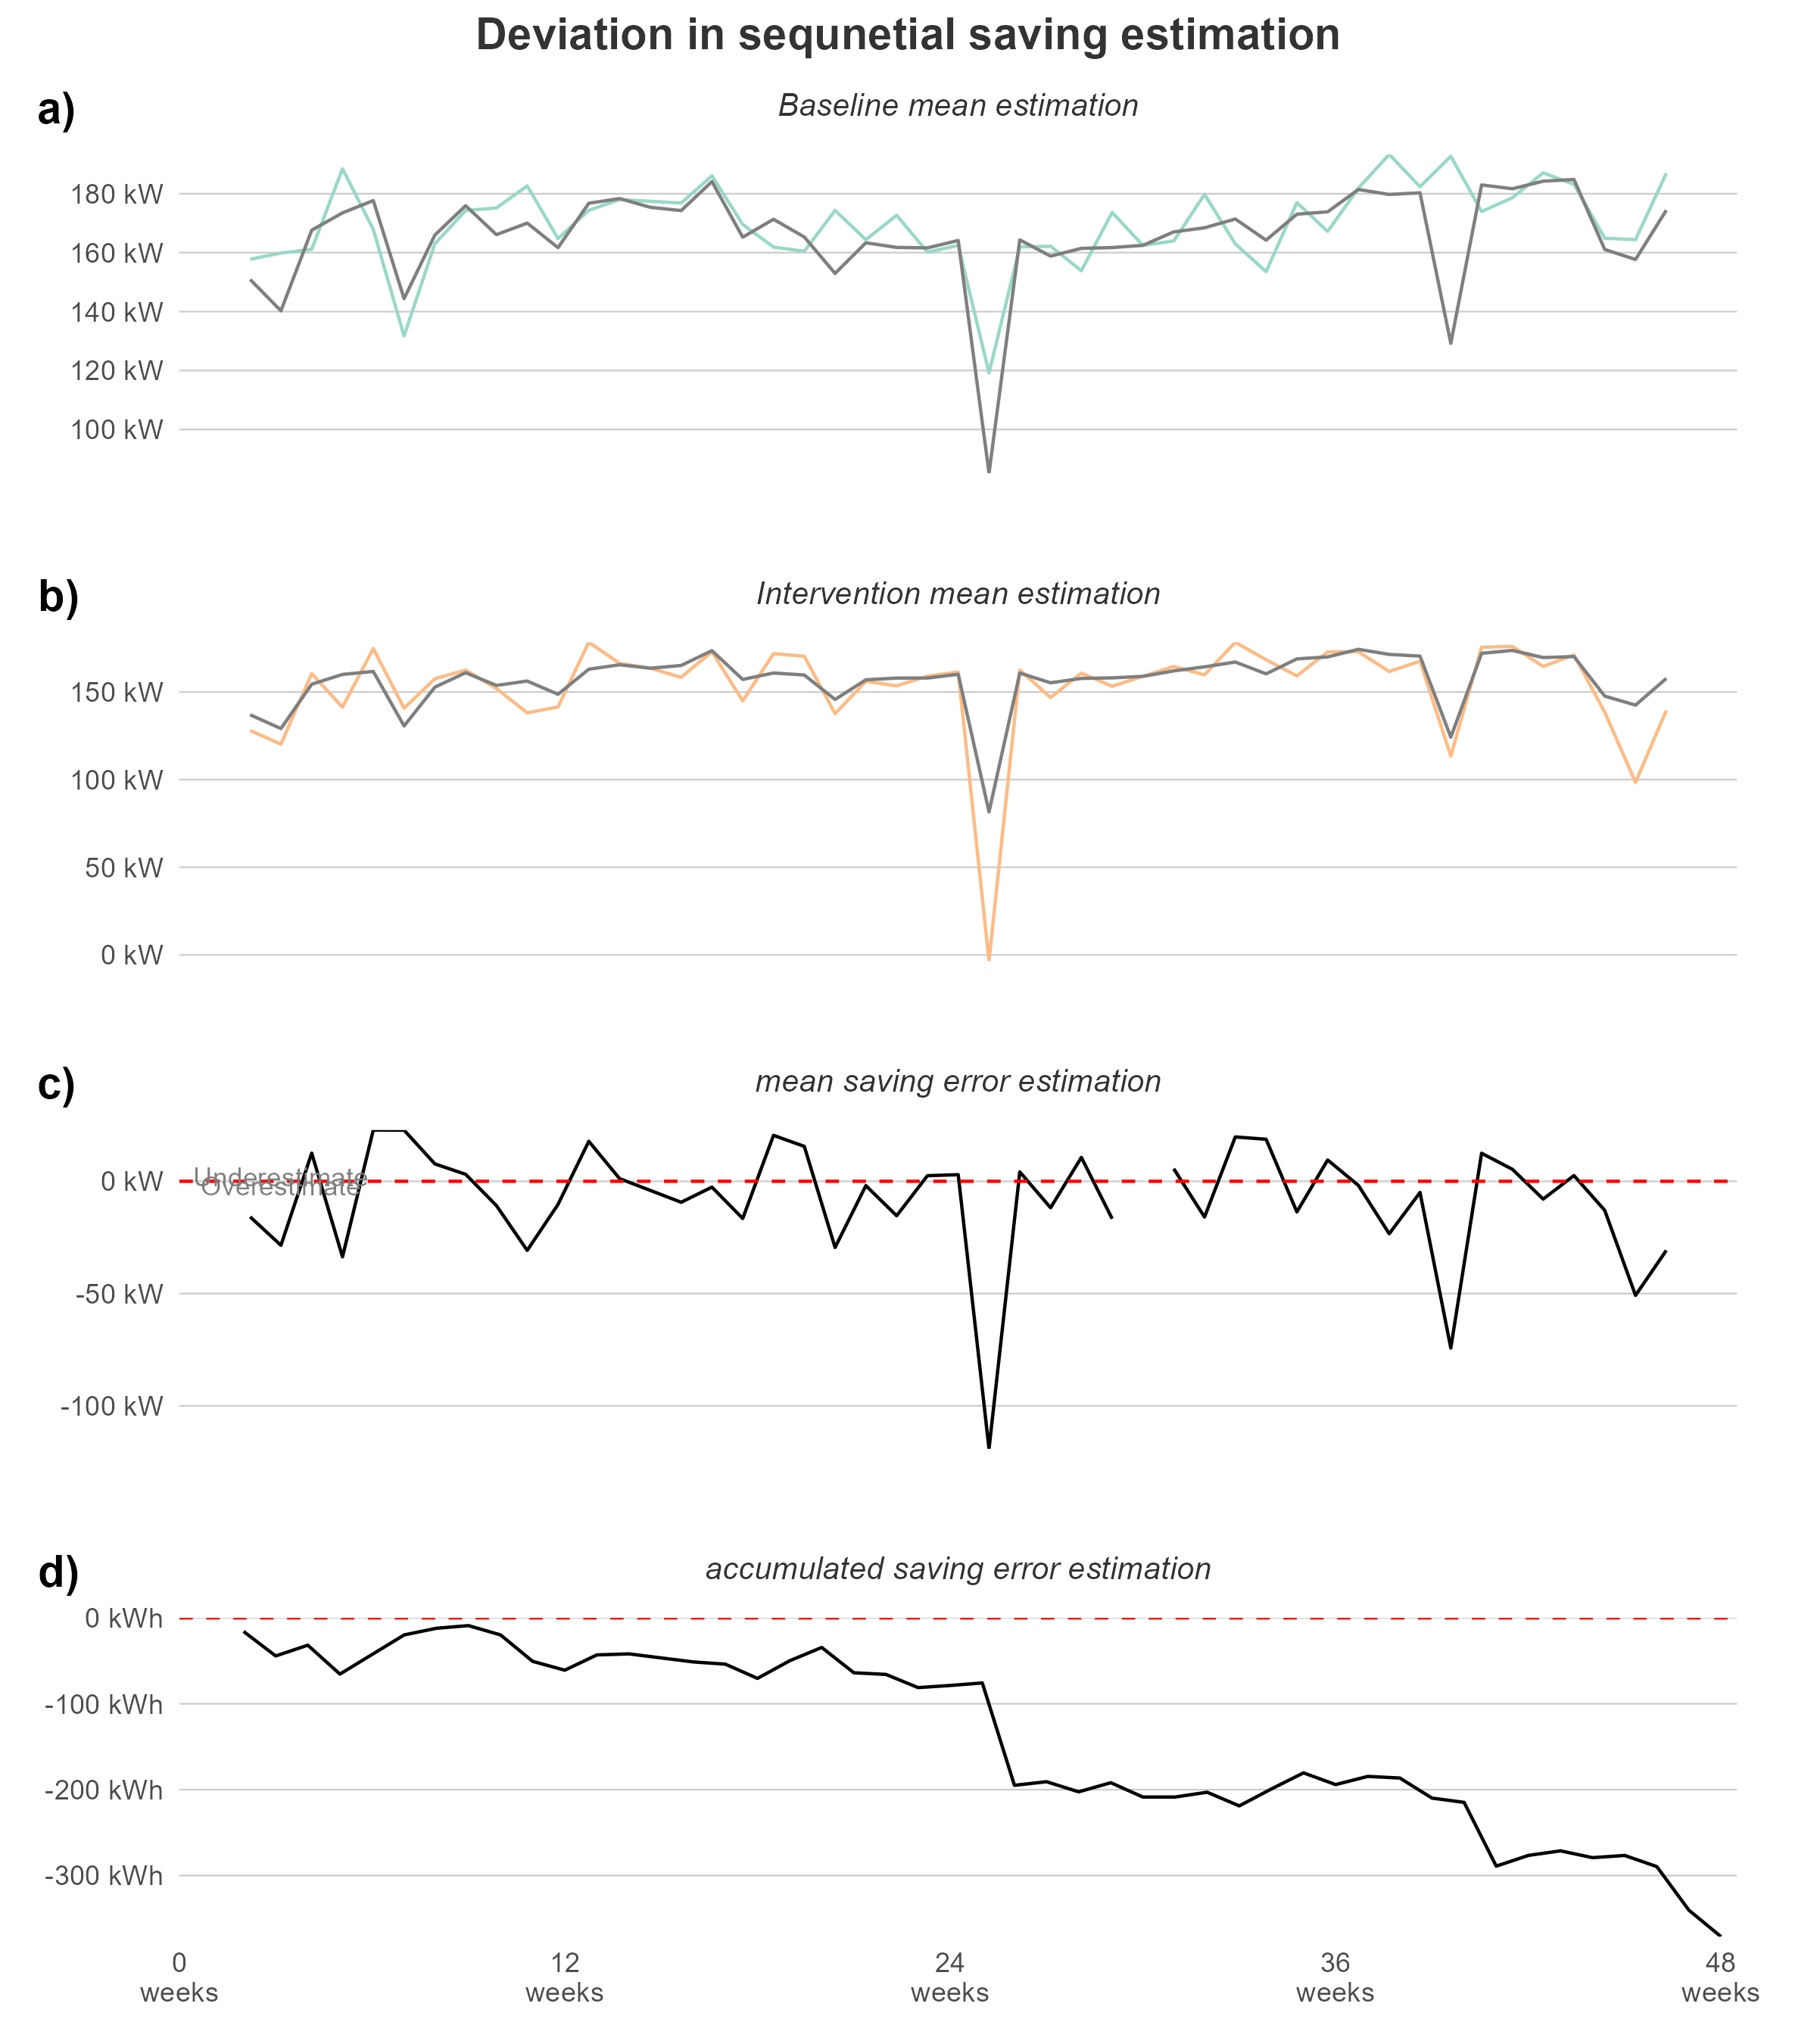 Deviation in sequnetial saving estimation
a)
Baseline mean estimation
180 kW
160 kW
140 kW
120 kW
100 kW
b)
Intervention mean estimation
150 kW
100 kW
50 kW
0 kW
c)
mean saving error estimation
Underestimate
0 kW
Overestimate
-50 kW
-100 kW
d)
accumulated saving error estimation
0 kWh
-100 kWh
-200 kWh
-300 kWh
0 12 24 36 48
weeks weeks weeks weeks weeks